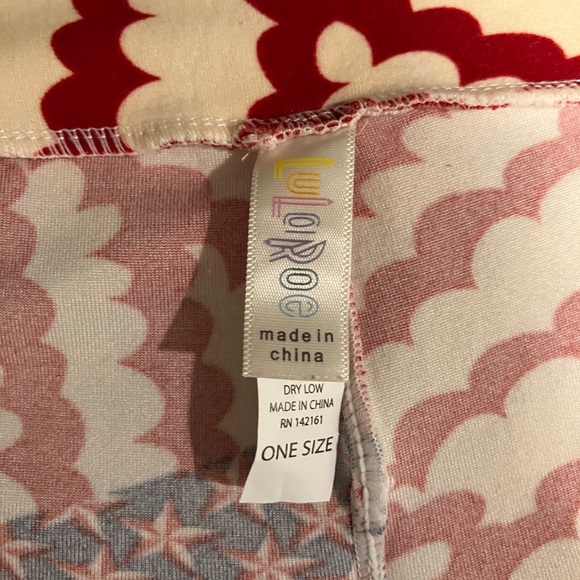 LuLaRoe
made in
china
DRY LOW
MADE IN CHINA
RN 142161
ONE SIZE